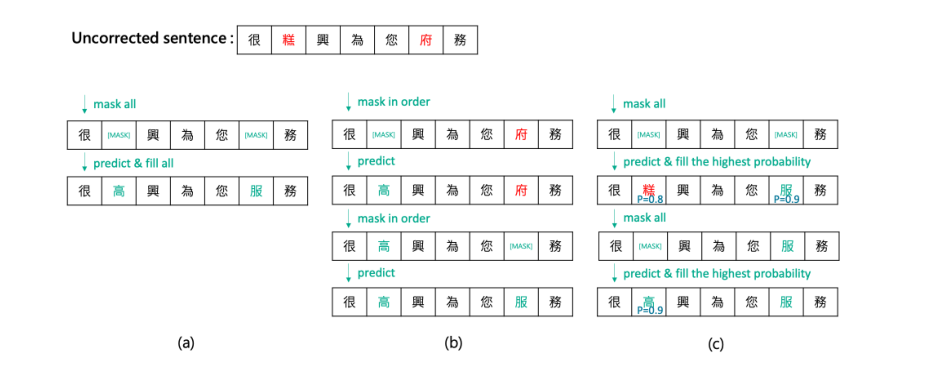 Uncorrected sentence : 很 糕 興 為 您 府 務
mask all
很 [MASK] 興 為 您 [MASK] 務
predict & fill all
很 高 興 為 您 服 務
(a)
mask in order
很 [MASK] 興 為 您 府 務
predict
很 高 興 為 您 府 務
mask in order
很 高 興 為 您 [MASK] 務
predict
很 高 興 為 您 服 務
(b)
mask all
很 [MASK] 興 為 您 [MASK] 務
predict & fill the highest probability
很 糕 興 為 您 服 務
P=0.8 P=0.9
mask all
很 [MASK] 興 為 您 服 務
predict & fill the highest probability
很 高 興 為 您 服 務
P=0.9
(c)